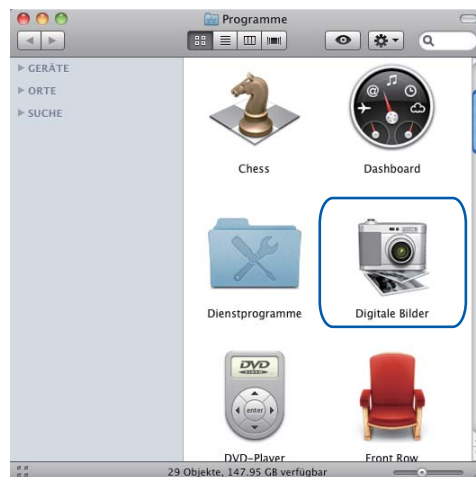 Programme
GERÄTE
ORTE
SUCHE
Chess
Dashboard
Dienstprogramme
Digitale Bilder
DVD
VIDEO
enter
DVD-Player
Front Row
29 Objekte, 147.95 GB verfügbar